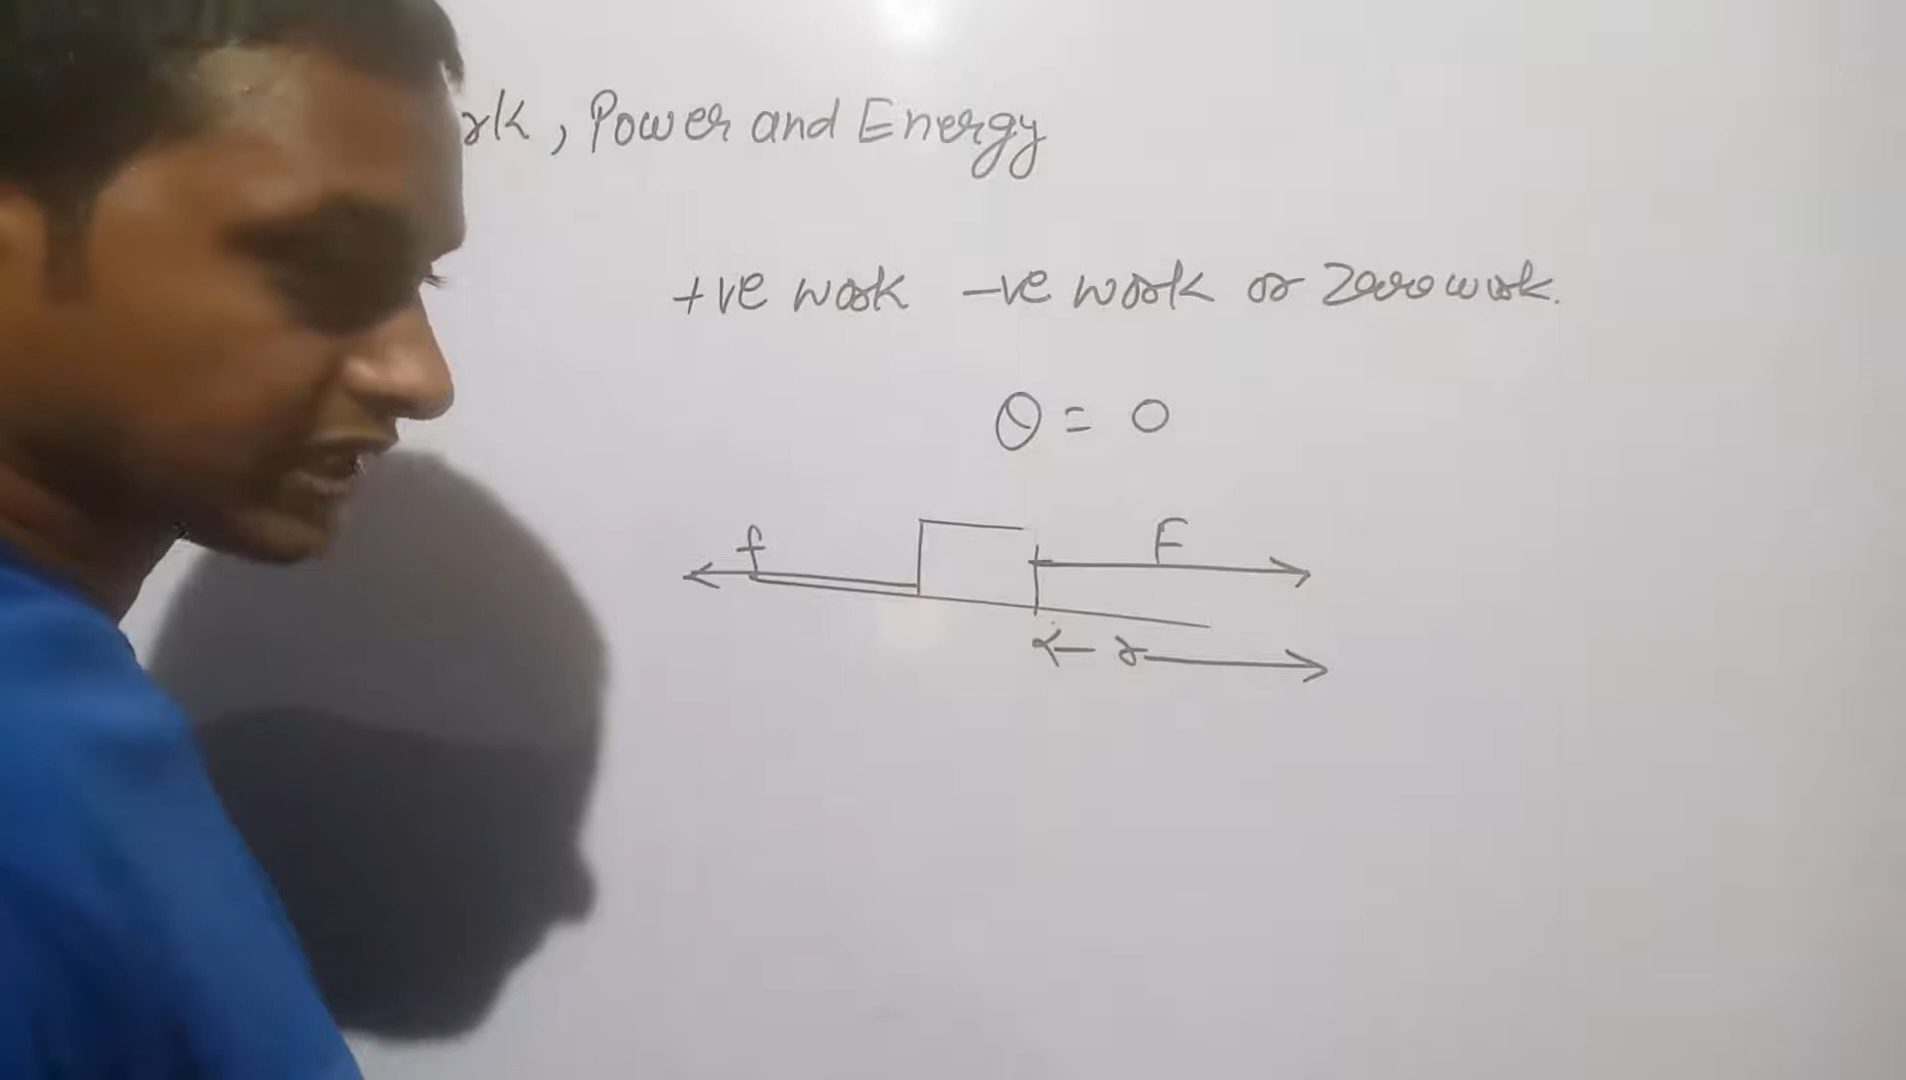 rk, Power and Energy
+ve work -ve work or Zero work.
θ = 0
f F
r